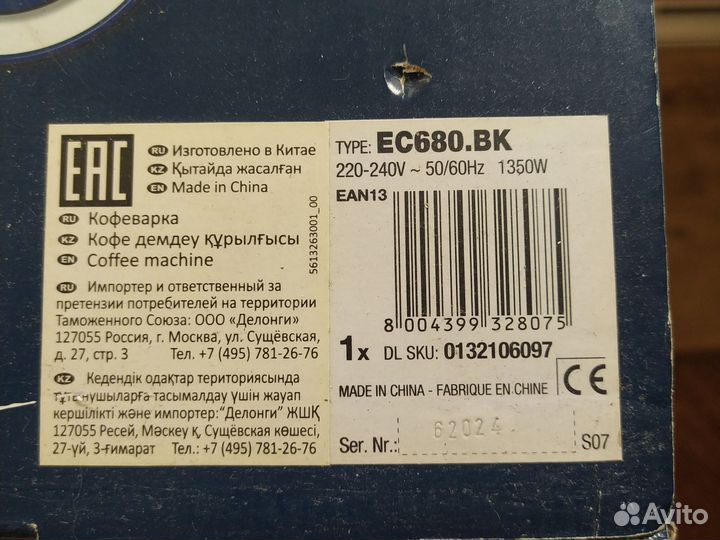 EAC
RU Изготовлено в Китае
KZ Қытайда жасалған
EN Made in China
RU Кофеварка
KZ Кофе демдеу құрылғысы
EN Coffee machine
5613263001_00
RU Импортер и ответственный за
претензии потребителей на территории
Таможенного Союза: ООО «Делонги»
127055 Россия, г. Москва, ул. Сущёвская,
д. 27, стр. 3 Тел. +7 (495) 781-26-76
KZ Кедендік одақтар териториясында
тұтынушыларға тасымалдау үшін жауап
кершілікті және импортер:"Делонги" ЖШҚ
127055 Ресей, Мәскеу қ. Сущёвская көшесі,
27-үй, 3-ғимарат Тел. +7 (495) 781-26-76
TYPE: EC680.BK
220-240V ~ 50/60Hz 1350W
EAN13
8 004399 328075
1x DL SKU: 0132106097
MADE IN CHINA - FABRIQUE EN CHINE CE
Ser. Nr.: 62024 S07
Avito